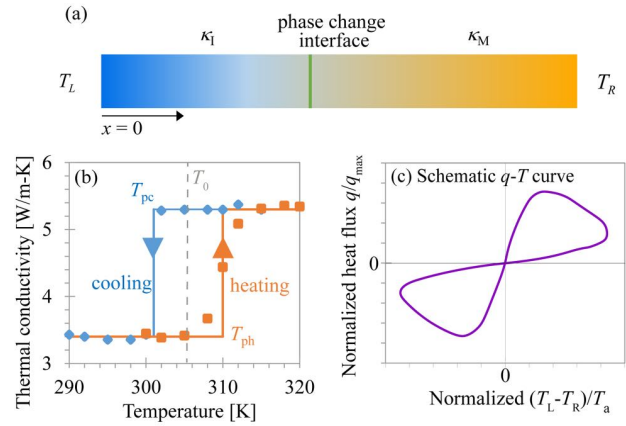 (a)
κI
phase change
interface
κM
TL
TR
x = 0
(b)
Thermal conductivity [W/m-K]
6
5
4
3
Tpc
T0
cooling
heating
Tph
290
300
310
320
Temperature [K]
(c) Schematic q-T curve
Normalized heat flux q/qmax
0
0
Normalized (TL-TR)/Ta